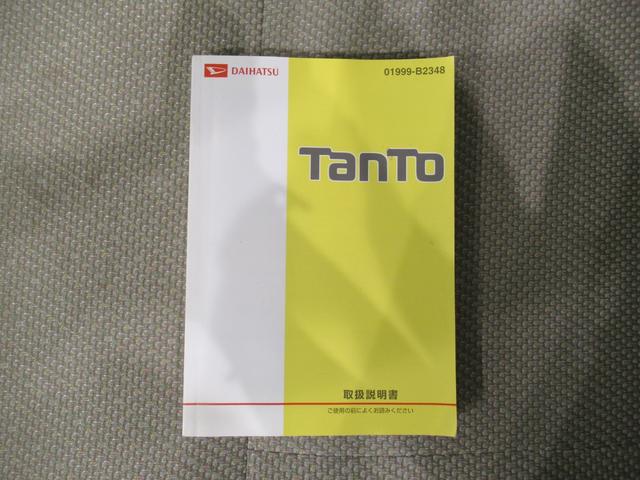 DAIHATSU 01999-B2348
TanTo
取扱説明書
ご使用の前によくお読みください